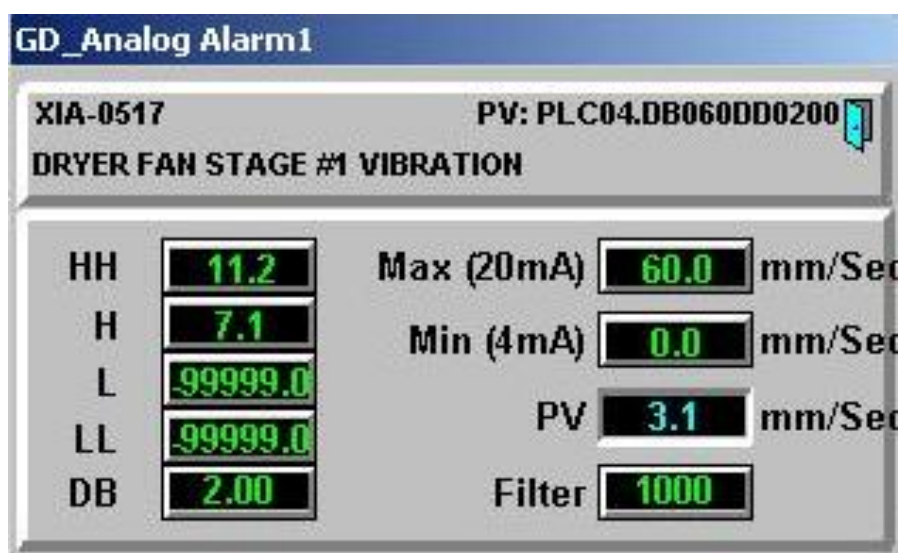 GD_Analog Alarm1
XIA-0517 PV: PLC04.DB060DD0200
DRYER FAN STAGE #1 VIBRATION
HH 11.2 Max (20mA) 60.0 mm/Sec
H 7.1 Min (4mA) 0.0 mm/Sec
L -99999.0
PV 3.1 mm/Sec
LL -99999.0
DB 2.00 Filter 1000